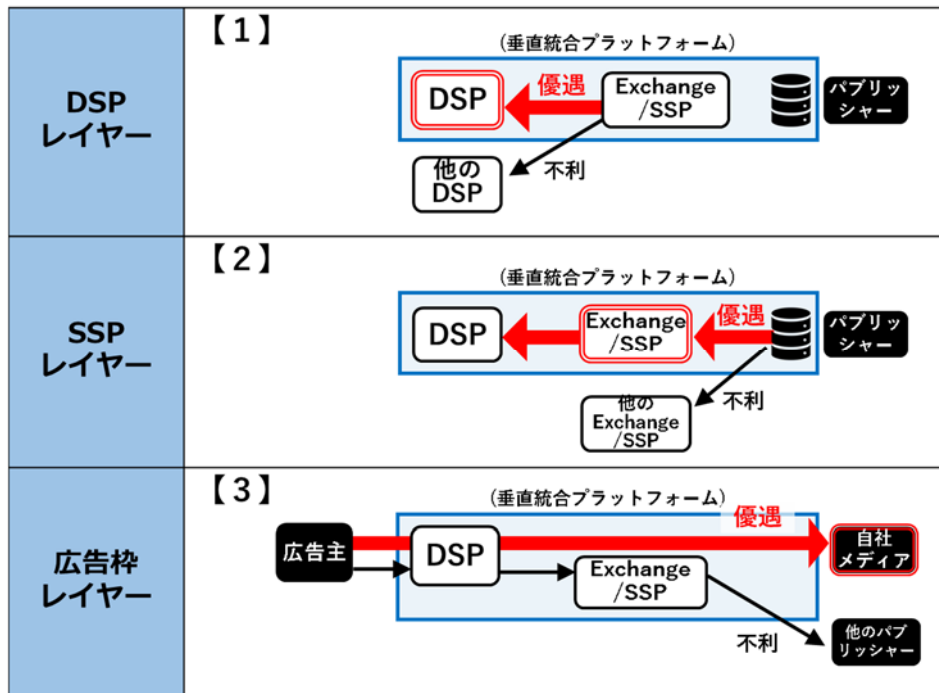 DSP
レイヤー
【1】
(垂直統合プラットフォーム)
DSP
優遇
Exchange
/SSP
パブリッ
シャー
他の
DSP
不利
SSP
レイヤー
【2】
(垂直統合プラットフォーム)
DSP
Exchange
/SSP
優遇
パブリッ
シャー
他の
Exchange
/SSP
不利
広告枠
レイヤー
【3】
(垂直統合プラットフォーム)
優遇
広告主
DSP
Exchange
/SSP
自社
メディア
不利
他のパブ
リッシャー